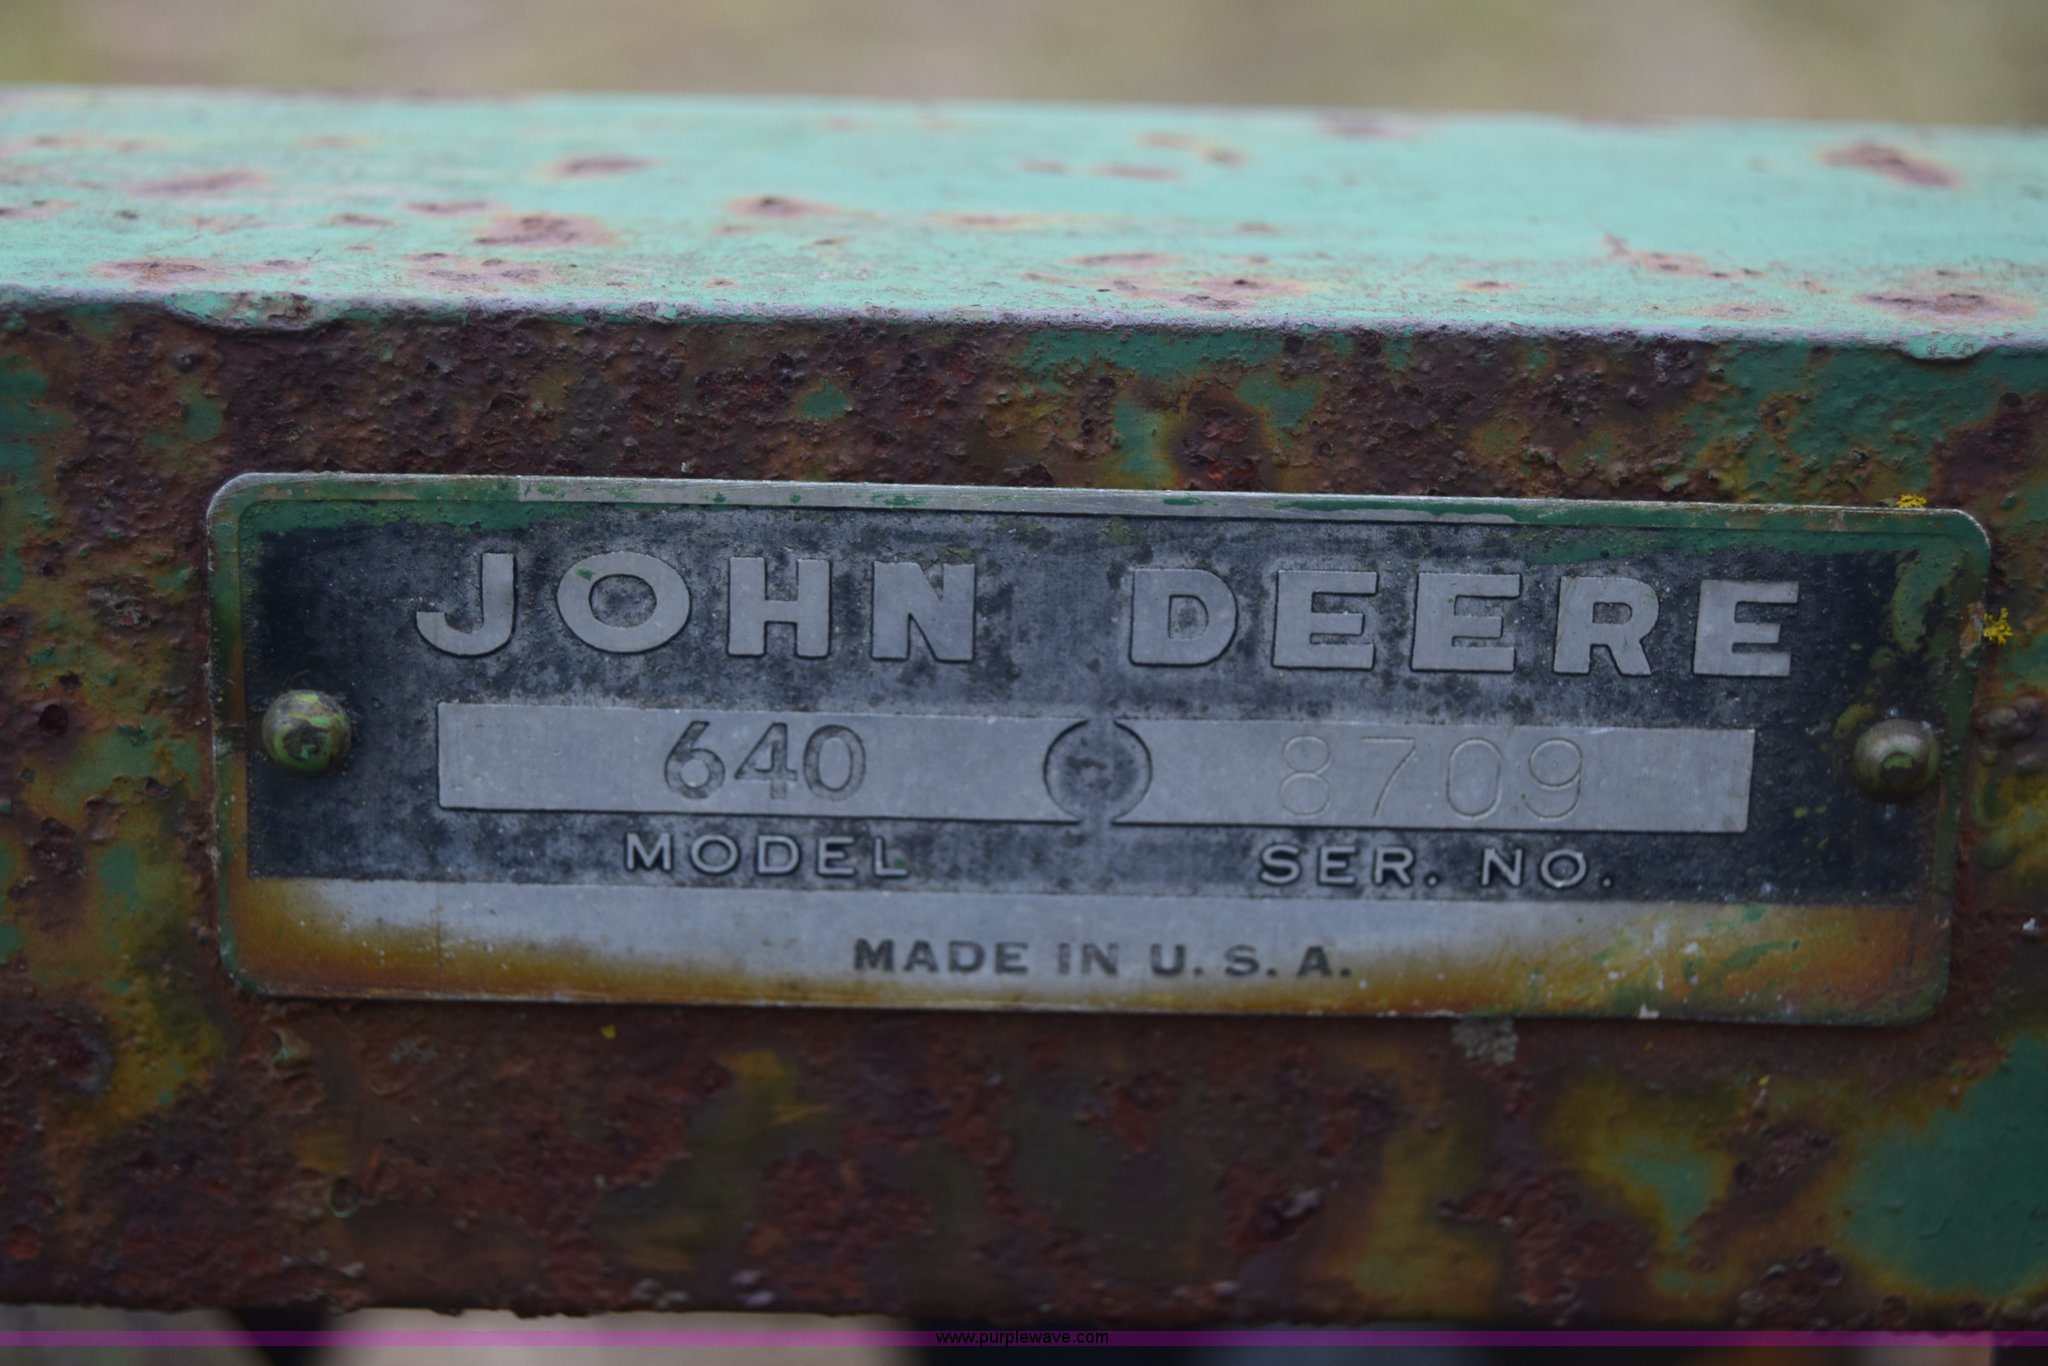 JOHN DEERE
640 8709
MODEL SER. NO.
MADE IN U.S.A.
www.purplewave.com